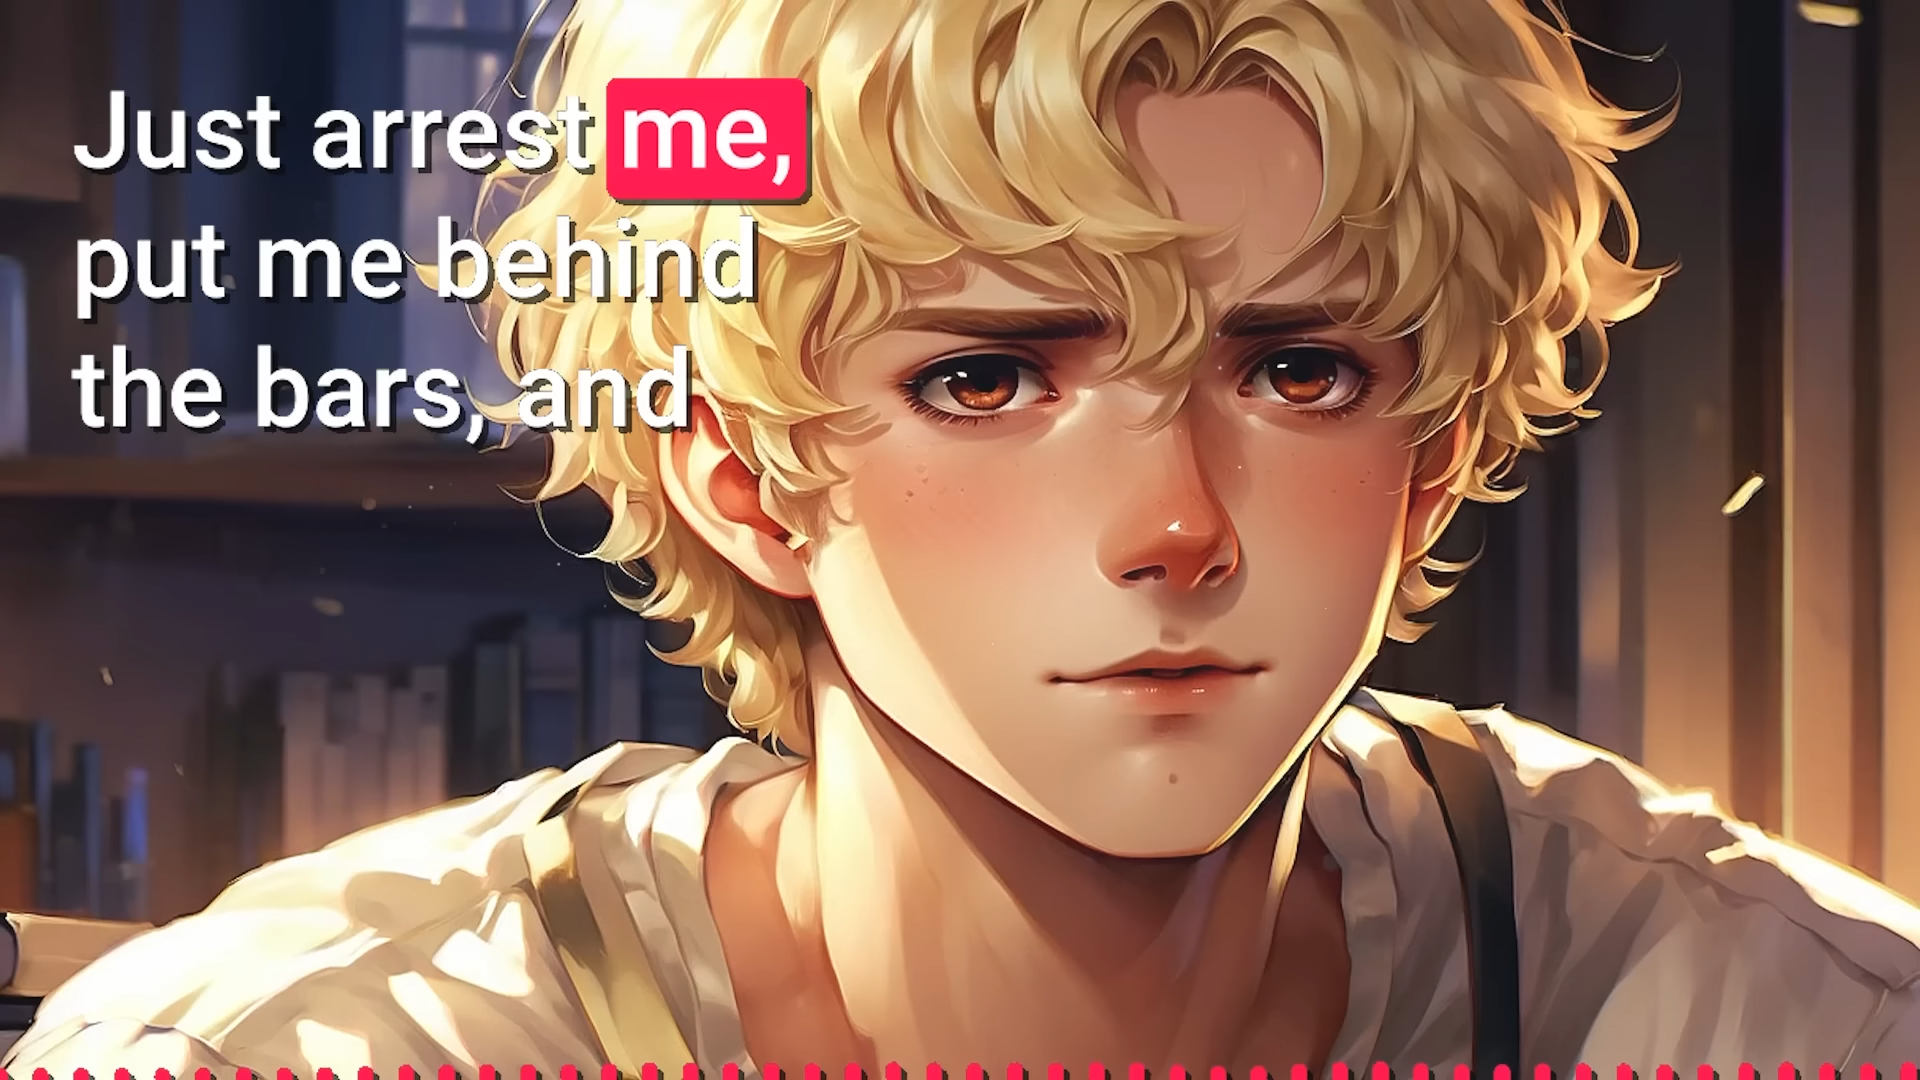 Just arrest me,
put me behind
the bars, and